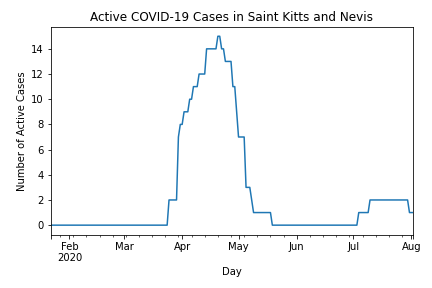 Active COVID-19 Cases in Saint Kitts and Nevis
Number of Active Cases
14
12
10
8
6
4
2
0
Feb Mar Apr May Jun Jul Aug
2020
Day